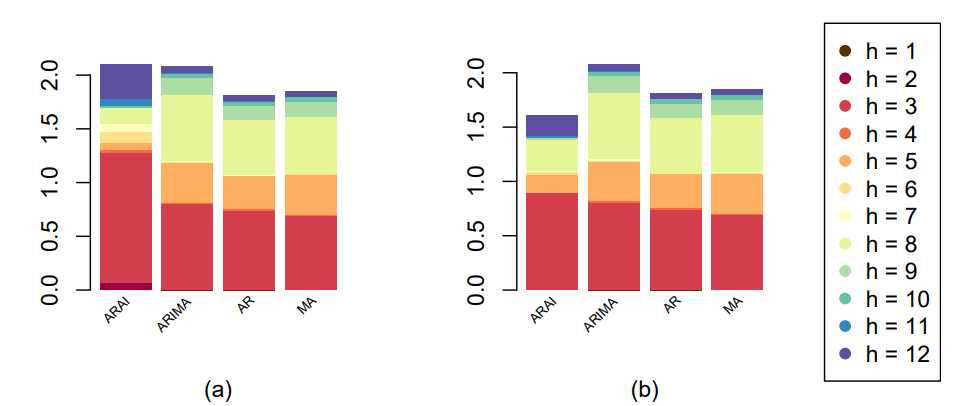 0.0 0.5 1.0 1.5 2.0
ARAI ARIMA AR MA
(a)
0.0 0.5 1.0 1.5 2.0
ARAI ARIMA AR MA
(b)
h = 1
h = 2
h = 3
h = 4
h = 5
h = 6
h = 7
h = 8
h = 9
h = 10
h = 11
h = 12